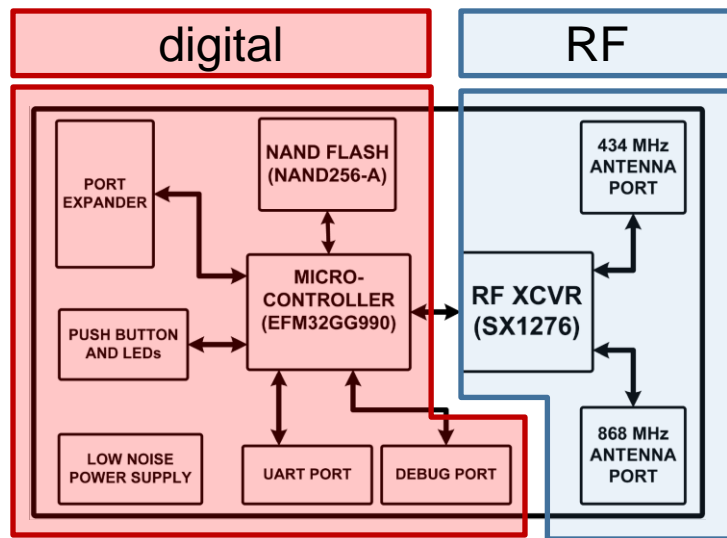 digital
RF
PORT
EXPANDER
NAND FLASH
(NAND256-A)
434 MHz
ANTENNA
PORT
MICRO-
CONTROLLER
(EFM32GG990)
RF XCVR
(SX1276)
PUSH BUTTON
AND LEDs
LOW NOISE
POWER SUPPLY
UART PORT
DEBUG PORT
868 MHz
ANTENNA
PORT